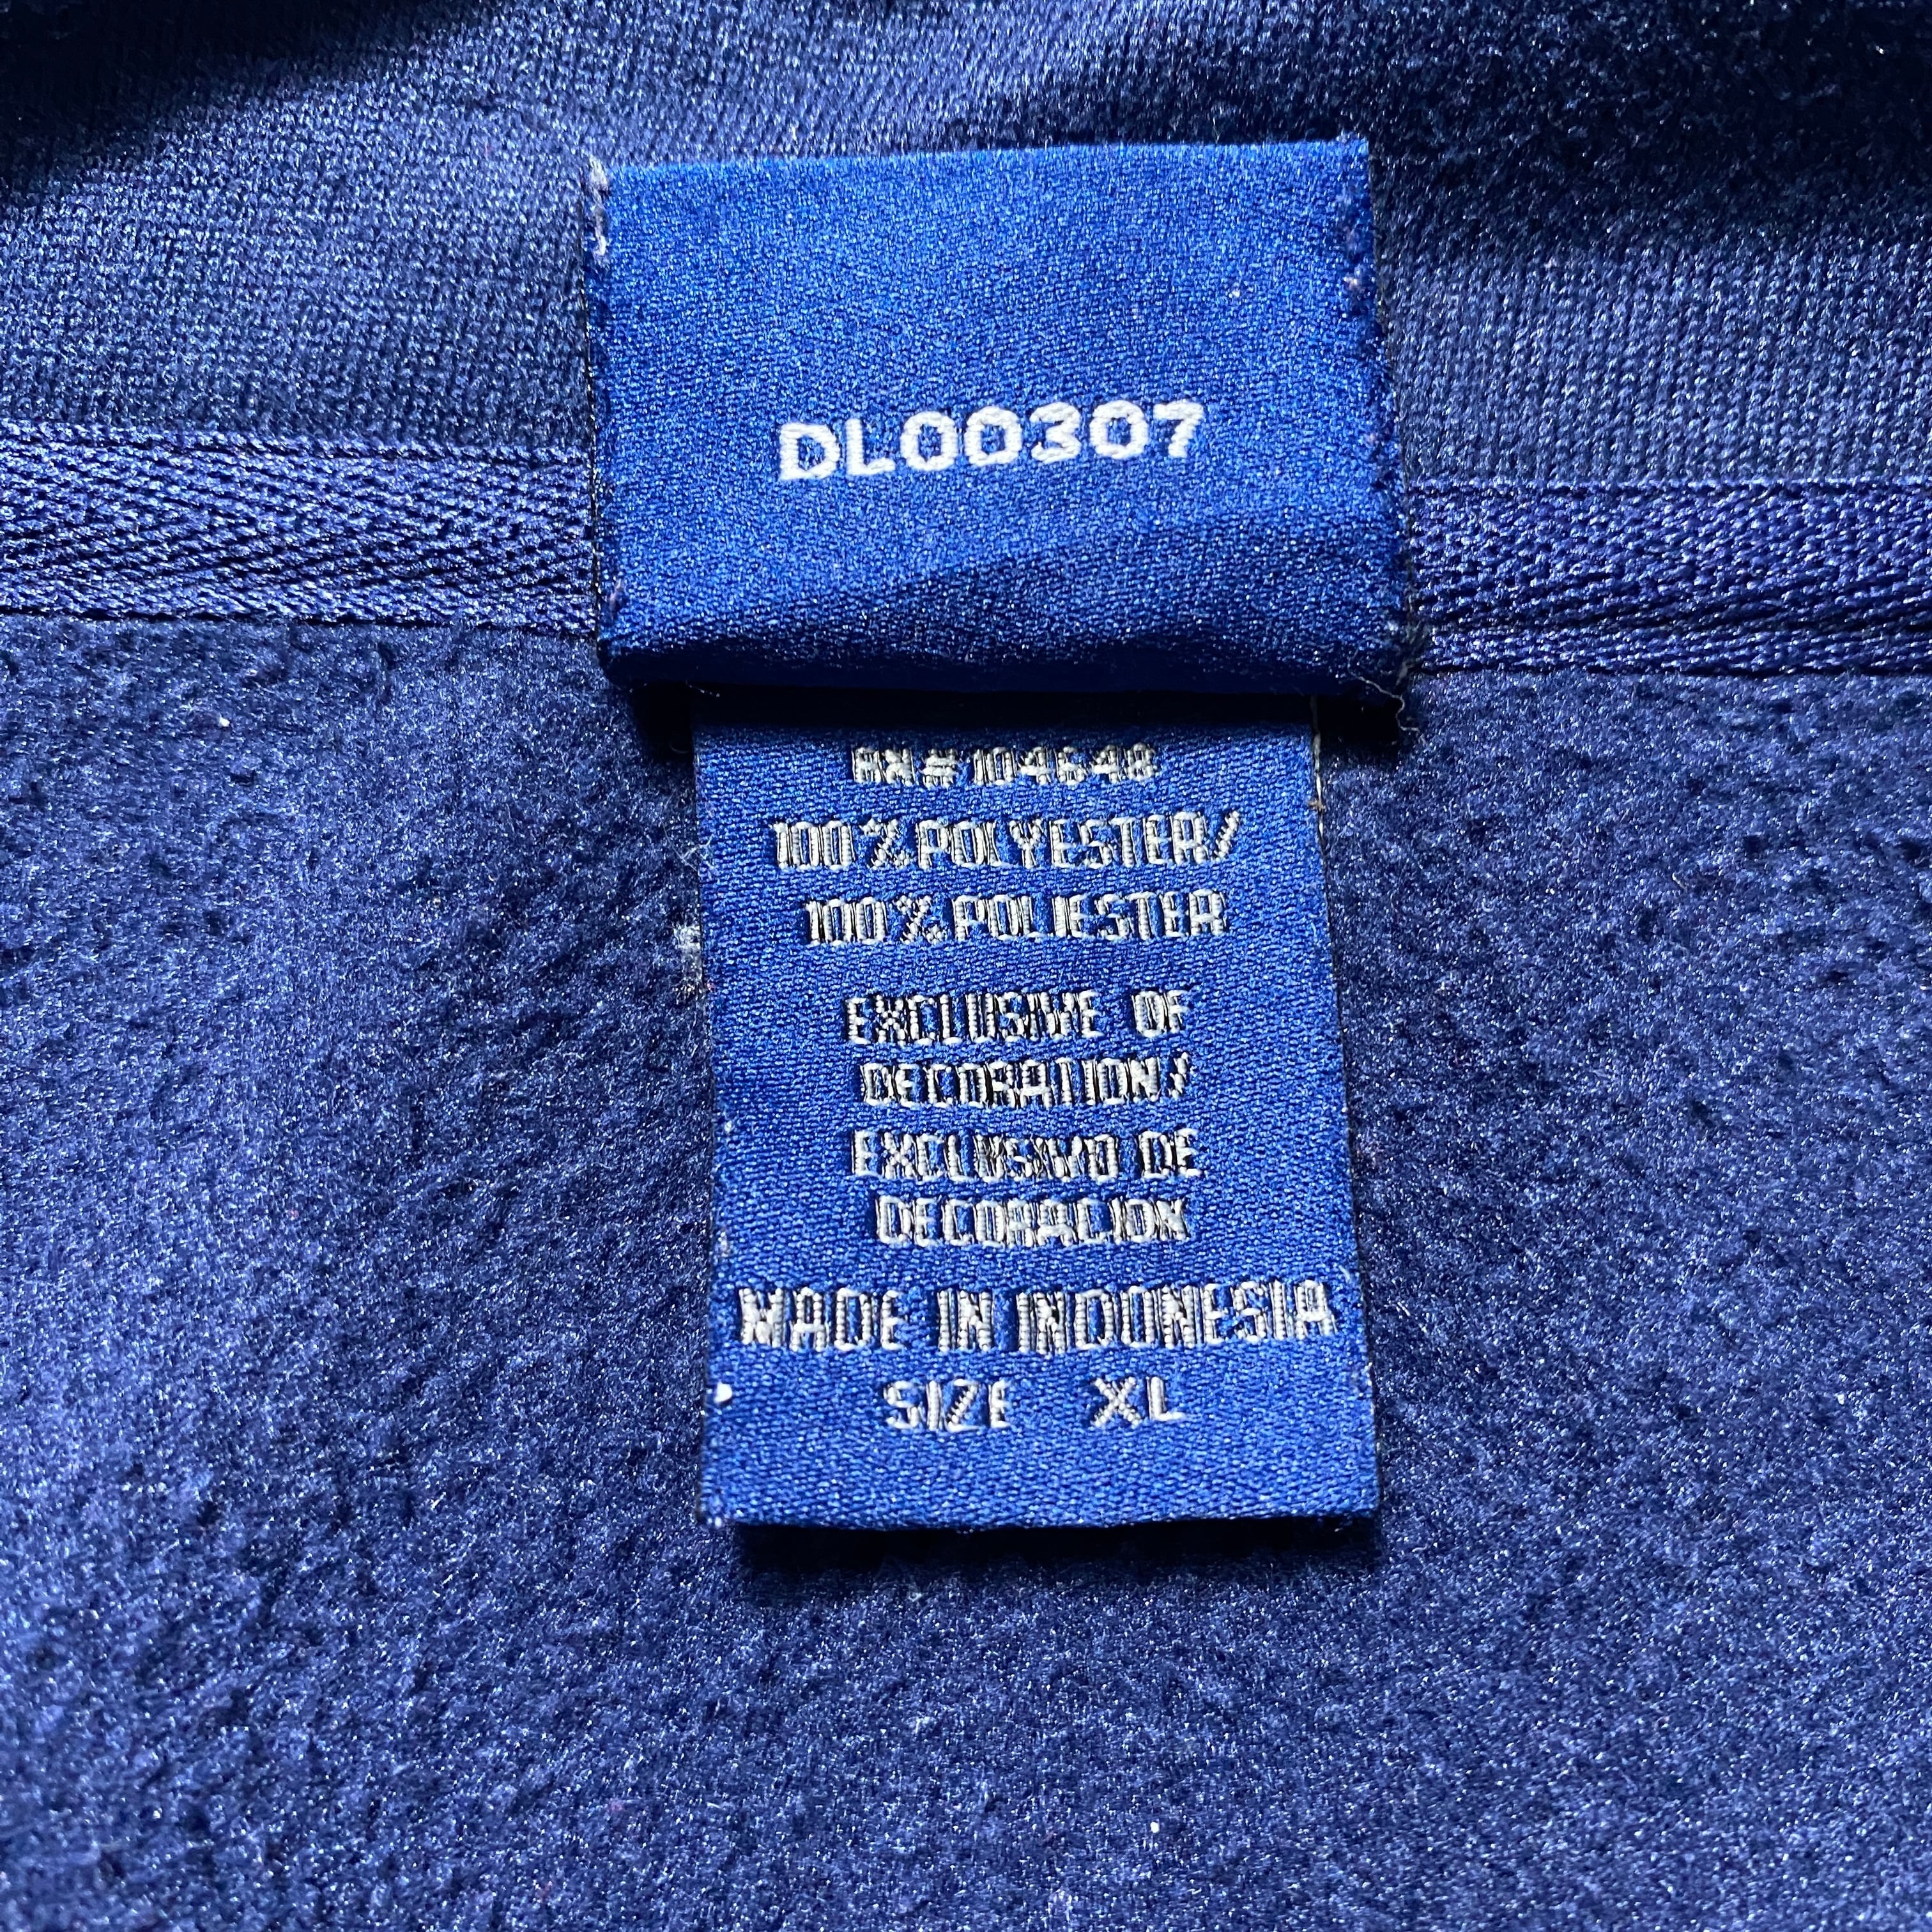 DL00307
RN#104648
100%POLYESTER/
100%POLIESTER
EXCLUSIVE OF
DECORATION/
EXCLUSIVO DE
DECORACION
MADE IN INDONESIA
SIZE XL